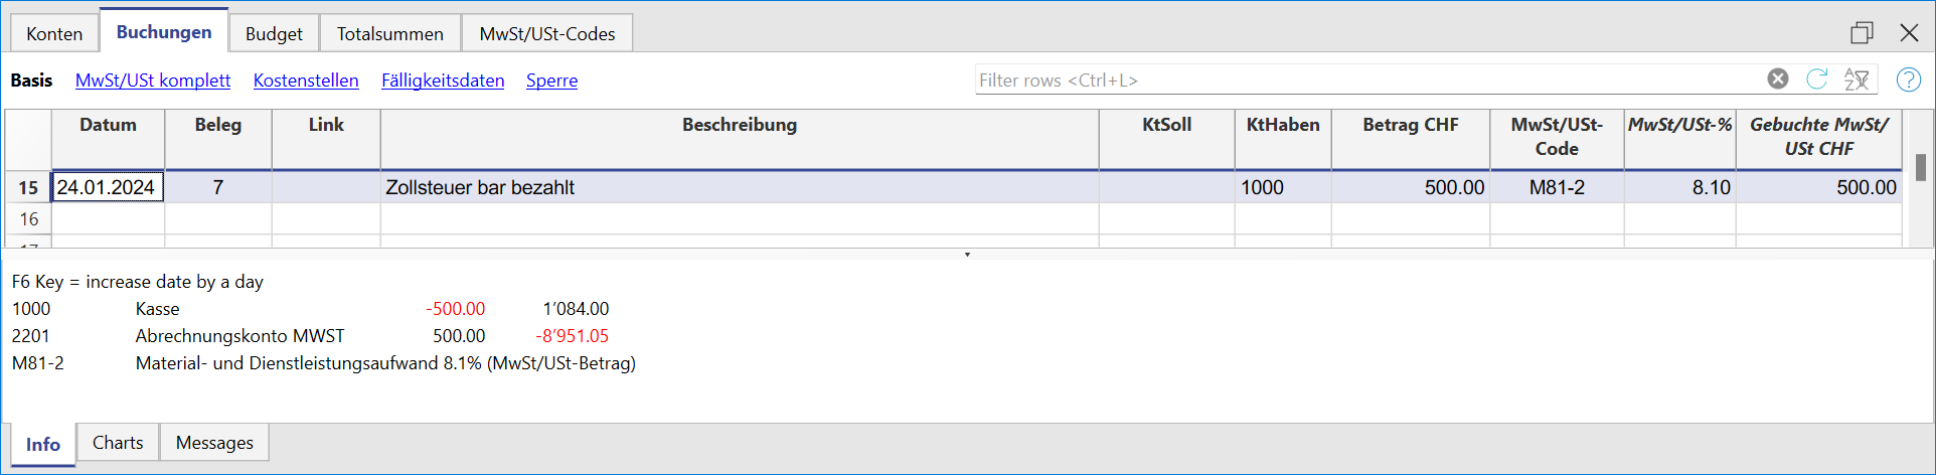 Konten Buchungen Budget Totalsummen MwSt/USt-Codes
Basis MwSt/USt komplett Kostenstellen Fälligkeitsdaten Sperre Filter rows <Ctrl+L>
Datum Beleg Link Beschreibung KtSoll KtHaben Betrag CHF MwSt/USt-Code MwSt/USt-% Gebuchte MwSt/USt CHF
15 24.01.2024 7 Zollsteuer bar bezahlt 1000 500.00 M81-2 8.10 500.00
16
F6 Key = increase date by a day
1000 Kasse -500.00 1’084.00
2201 Abrechnungskonto MWST 500.00 -8’951.05
M81-2 Material- und Dienstleistungsaufwand 8.1% (MwSt/USt-Betrag)
Info Charts Messages